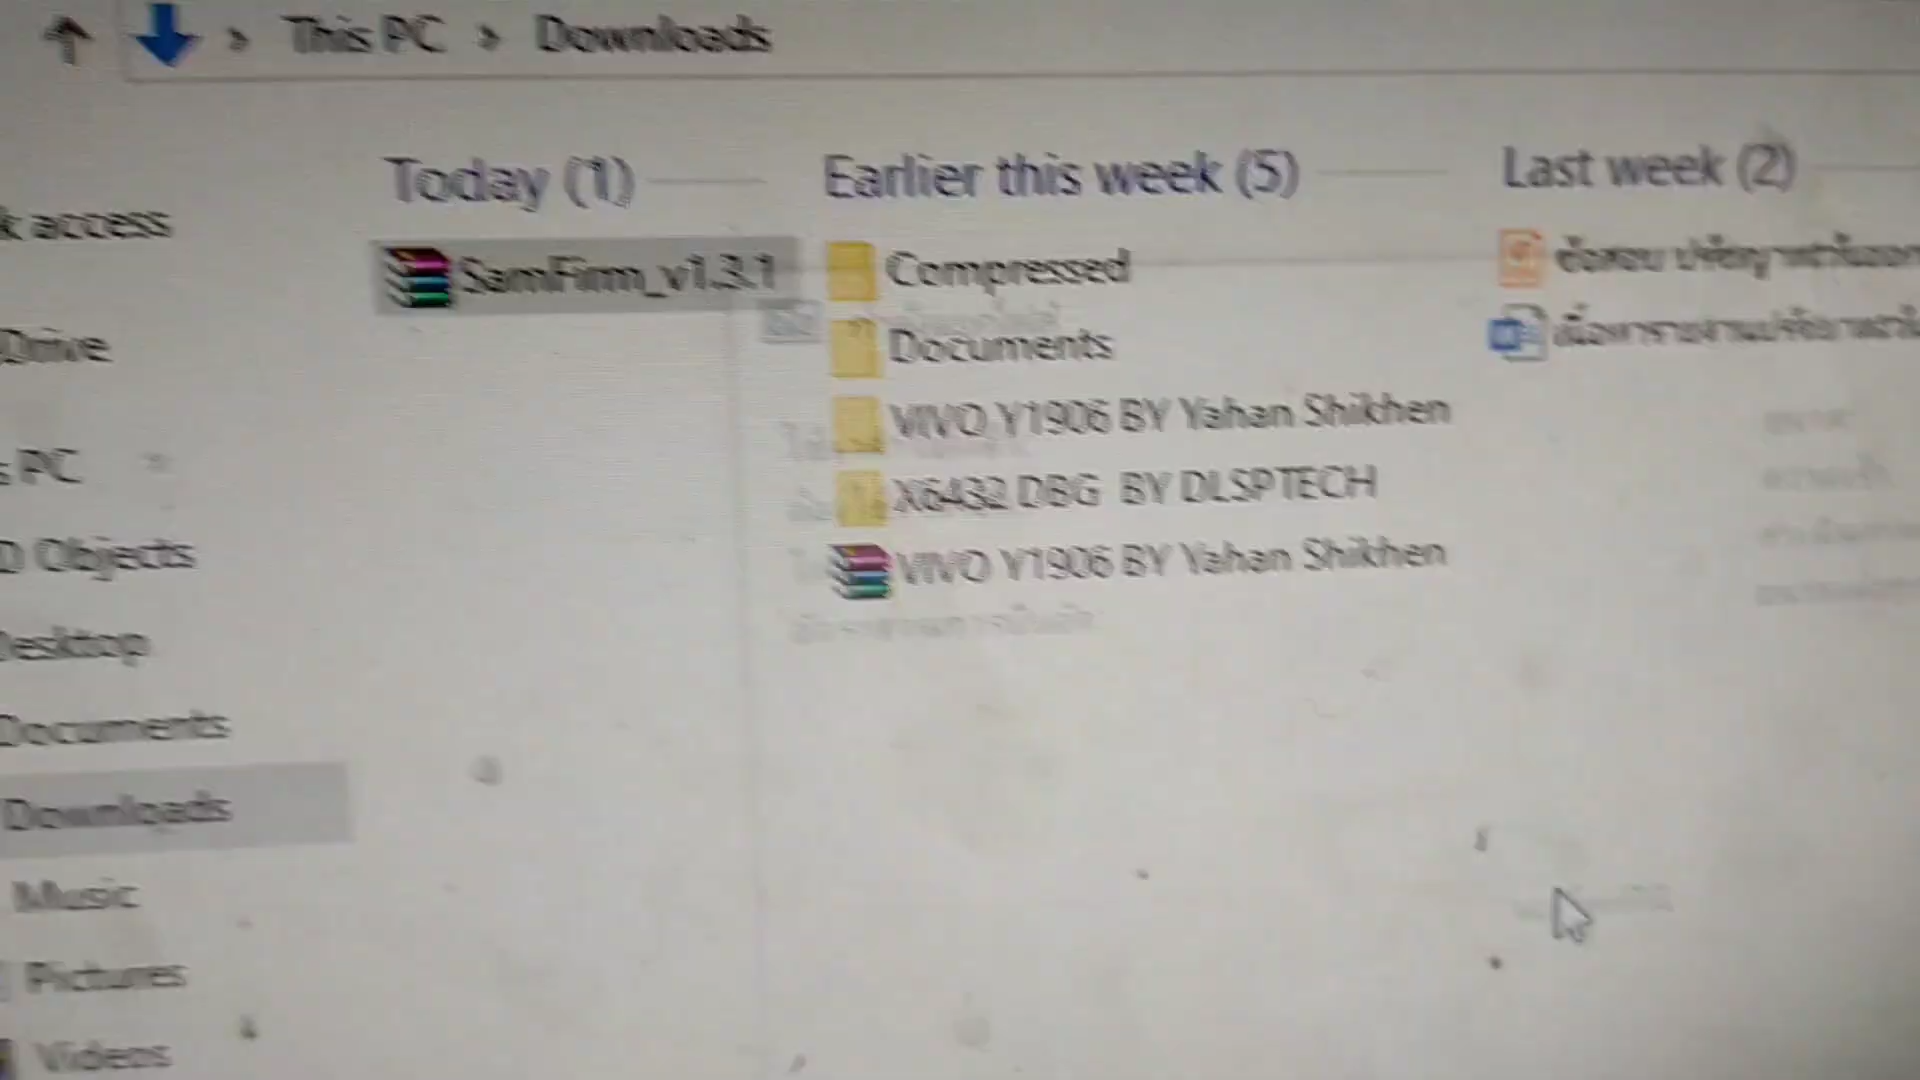 This PC > Downloads
Today (1)
SamFirm_v1.3.1
Earlier this week (5)
Compressed
Documents
VIVO Y1906 BY Yahan Shikhen
X6432 DBG BY DLSPTECH
VIVO Y1906 BY Yahan Shikhen
Last week (2)
k access
Drive
s PC
D Objects
Desktop
Documents
Downloads
Music
Pictures
Videos